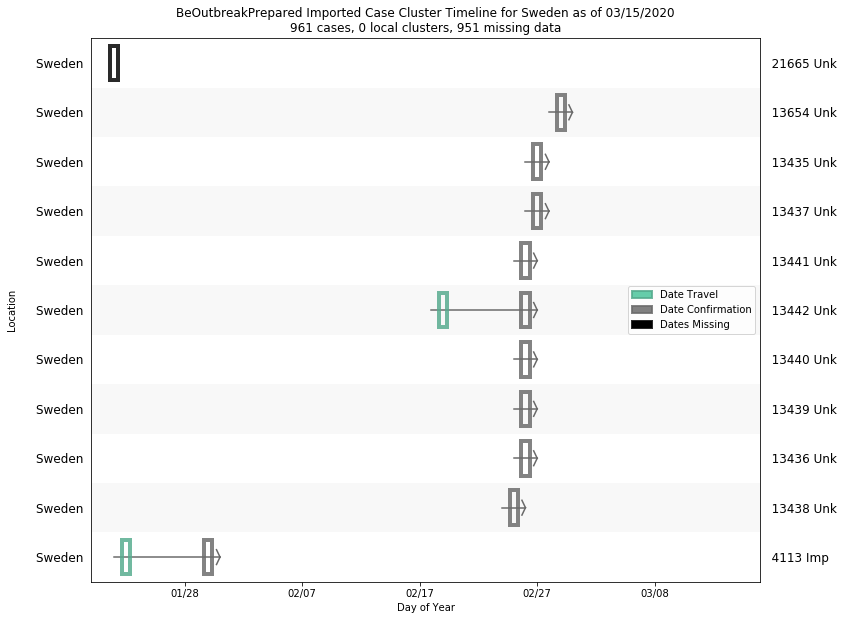 BeOutbreakPrepared Imported Case Cluster Timeline for Sweden as of 03/15/2020
961 cases, 0 local clusters, 951 missing data
Sweden 21665 Unk
Sweden 13654 Unk
Sweden 13435 Unk
Sweden 13437 Unk
Sweden 13441 Unk
Sweden 13442 Unk
Sweden 13440 Unk
Sweden 13439 Unk
Sweden 13436 Unk
Sweden 13438 Unk
Sweden 4113 Imp
Location
Date Travel
Date Confirmation
Dates Missing
01/28 02/07 02/17 02/27 03/08
Day of Year